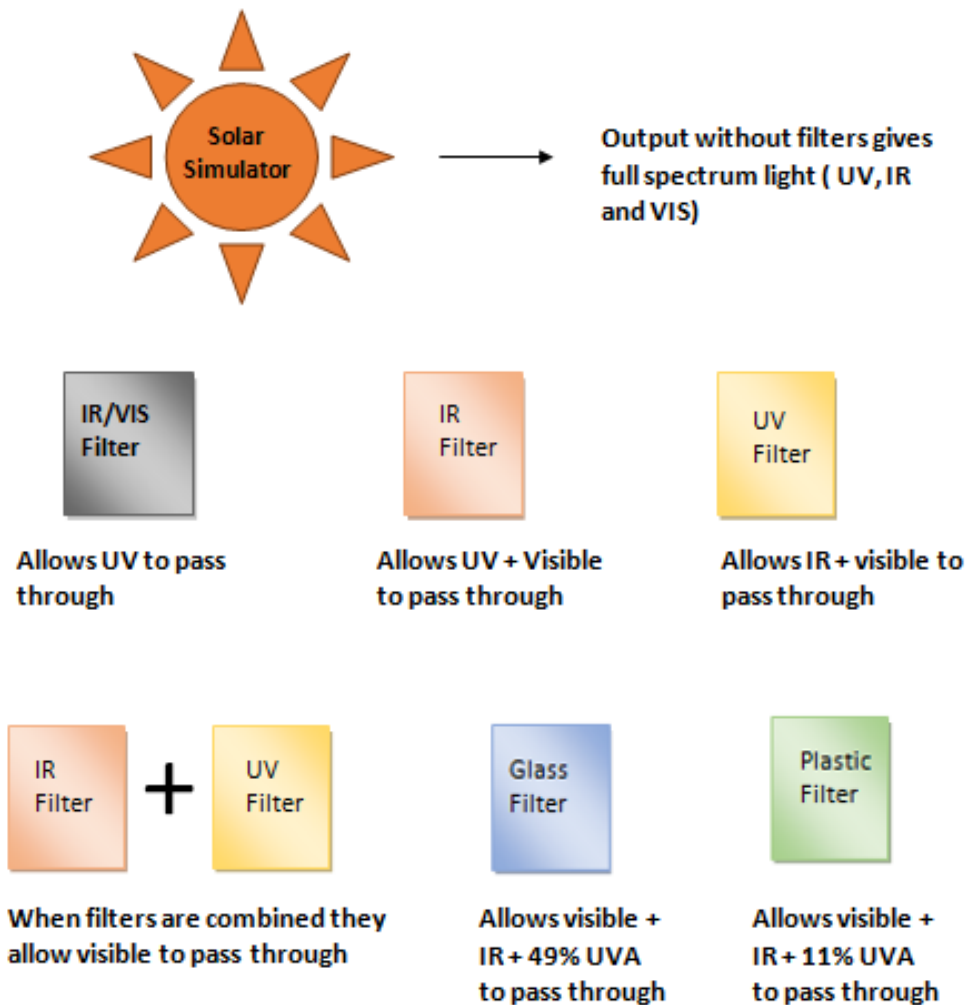 Solar
Simulator
Output without filters gives
full spectrum light ( UV, IR
and VIS)
IR/VIS
Filter
Allows UV to pass
through
IR
Filter
Allows UV + Visible
to pass through
UV
Filter
Allows IR + visible to
pass through
IR
Filter
+
UV
Filter
When filters are combined they
allow visible to pass through
Glass
Filter
Allows visible +
IR + 49% UVA
to pass through
Plastic
Filter
Allows visible +
IR + 11% UVA
to pass through